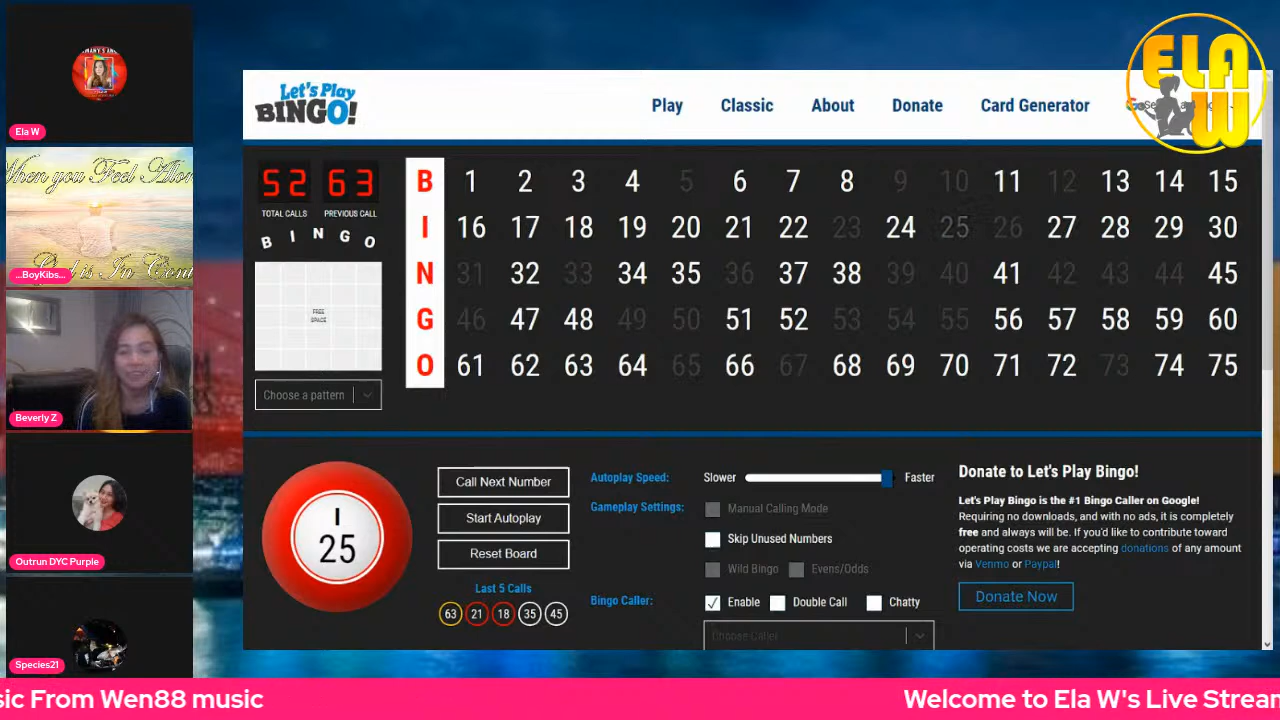 Ela W
When you Feel Alon
God is In Cont
...BoyKibs...
Beverly Z
Outrun DYC Purple
Species21
ELA
W
Let's Play
BINGO!
Play Classic About Donate Card Generator
52 63
TOTAL CALLS PREVIOUS CALL
B I N G O
FREE
SPACE
Choose a pattern
B 1 2 3 4 5 6 7 8 9 10 11 12 13 14 15
I 16 17 18 19 20 21 22 23 24 25 26 27 28 29 30
N 31 32 33 34 35 36 37 38 39 40 41 42 43 44 45
G 46 47 48 49 50 51 52 53 54 55 56 57 58 59 60
O 61 62 63 64 65 66 67 68 69 70 71 72 73 74 75
I
25
Call Next Number
Start Autoplay
Reset Board
Last 5 Calls
63 21 18 35 45
Autoplay Speed: Slower Faster
Gameplay Settings: Manual Calling Mode
Skip Unused Numbers
Wild Bingo Evens/Odds
Bingo Caller: Enable Double Call Chatty
Choose Caller
Donate to Let's Play Bingo!
Let's Play Bingo is the #1 Bingo Caller on Google!
Requiring no downloads, and with no ads, it is completely
free and always will be. If you'd like to contribute toward
operating costs we are accepting donations of any amount
via Venmo or Paypal!
Donate Now
sic From Wen88 music
Welcome to Ela W's Live Stream